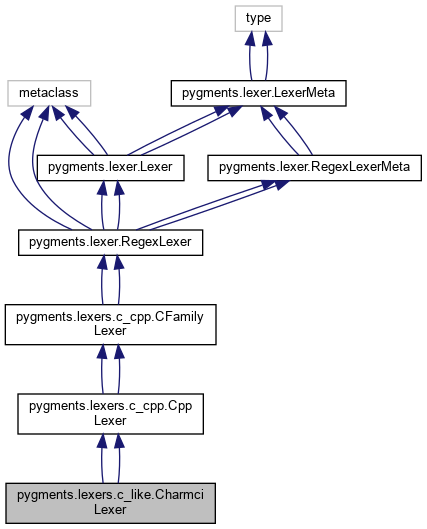 type
metaclass
pygments.lexer.LexerMeta
pygments.lexer.Lexer
pygments.lexer.RegexLexerMeta
pygments.lexer.RegexLexer
pygments.lexers.c_cpp.CFamily
Lexer
pygments.lexers.c_cpp.Cpp
Lexer
pygments.lexers.c_like.Charmci
Lexer